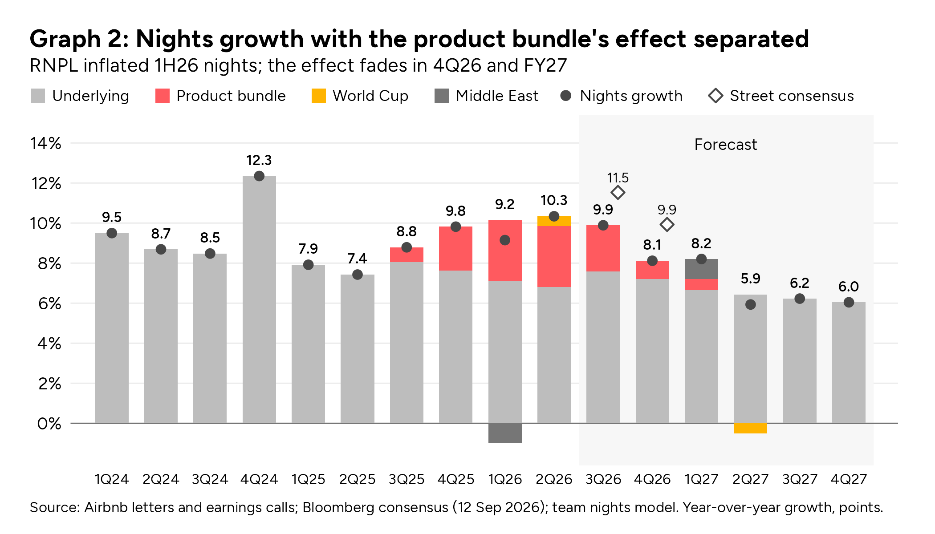 Graph 2: Nights growth with the product bundle's effect separated
RNPL inflated 1H26 nights; the effect fades in 4Q26 and FY27
Underlying Product bundle World Cup Middle East Nights growth Street consensus
Forecast
14%
12%
10%
8%
6%
4%
2%
0%
9.5 8.7 8.5 12.3 7.9 7.4 8.8 9.8 9.2 10.3 9.9 8.1 8.2 5.9 6.2 6.0
11.5 9.9
1Q24 2Q24 3Q24 4Q24 1Q25 2Q25 3Q25 4Q25 1Q26 2Q26 3Q26 4Q26 1Q27 2Q27 3Q27 4Q27
Source: Airbnb letters and earnings calls; Bloomberg consensus (12 Sep 2026); team nights model. Year-over-year growth, points.